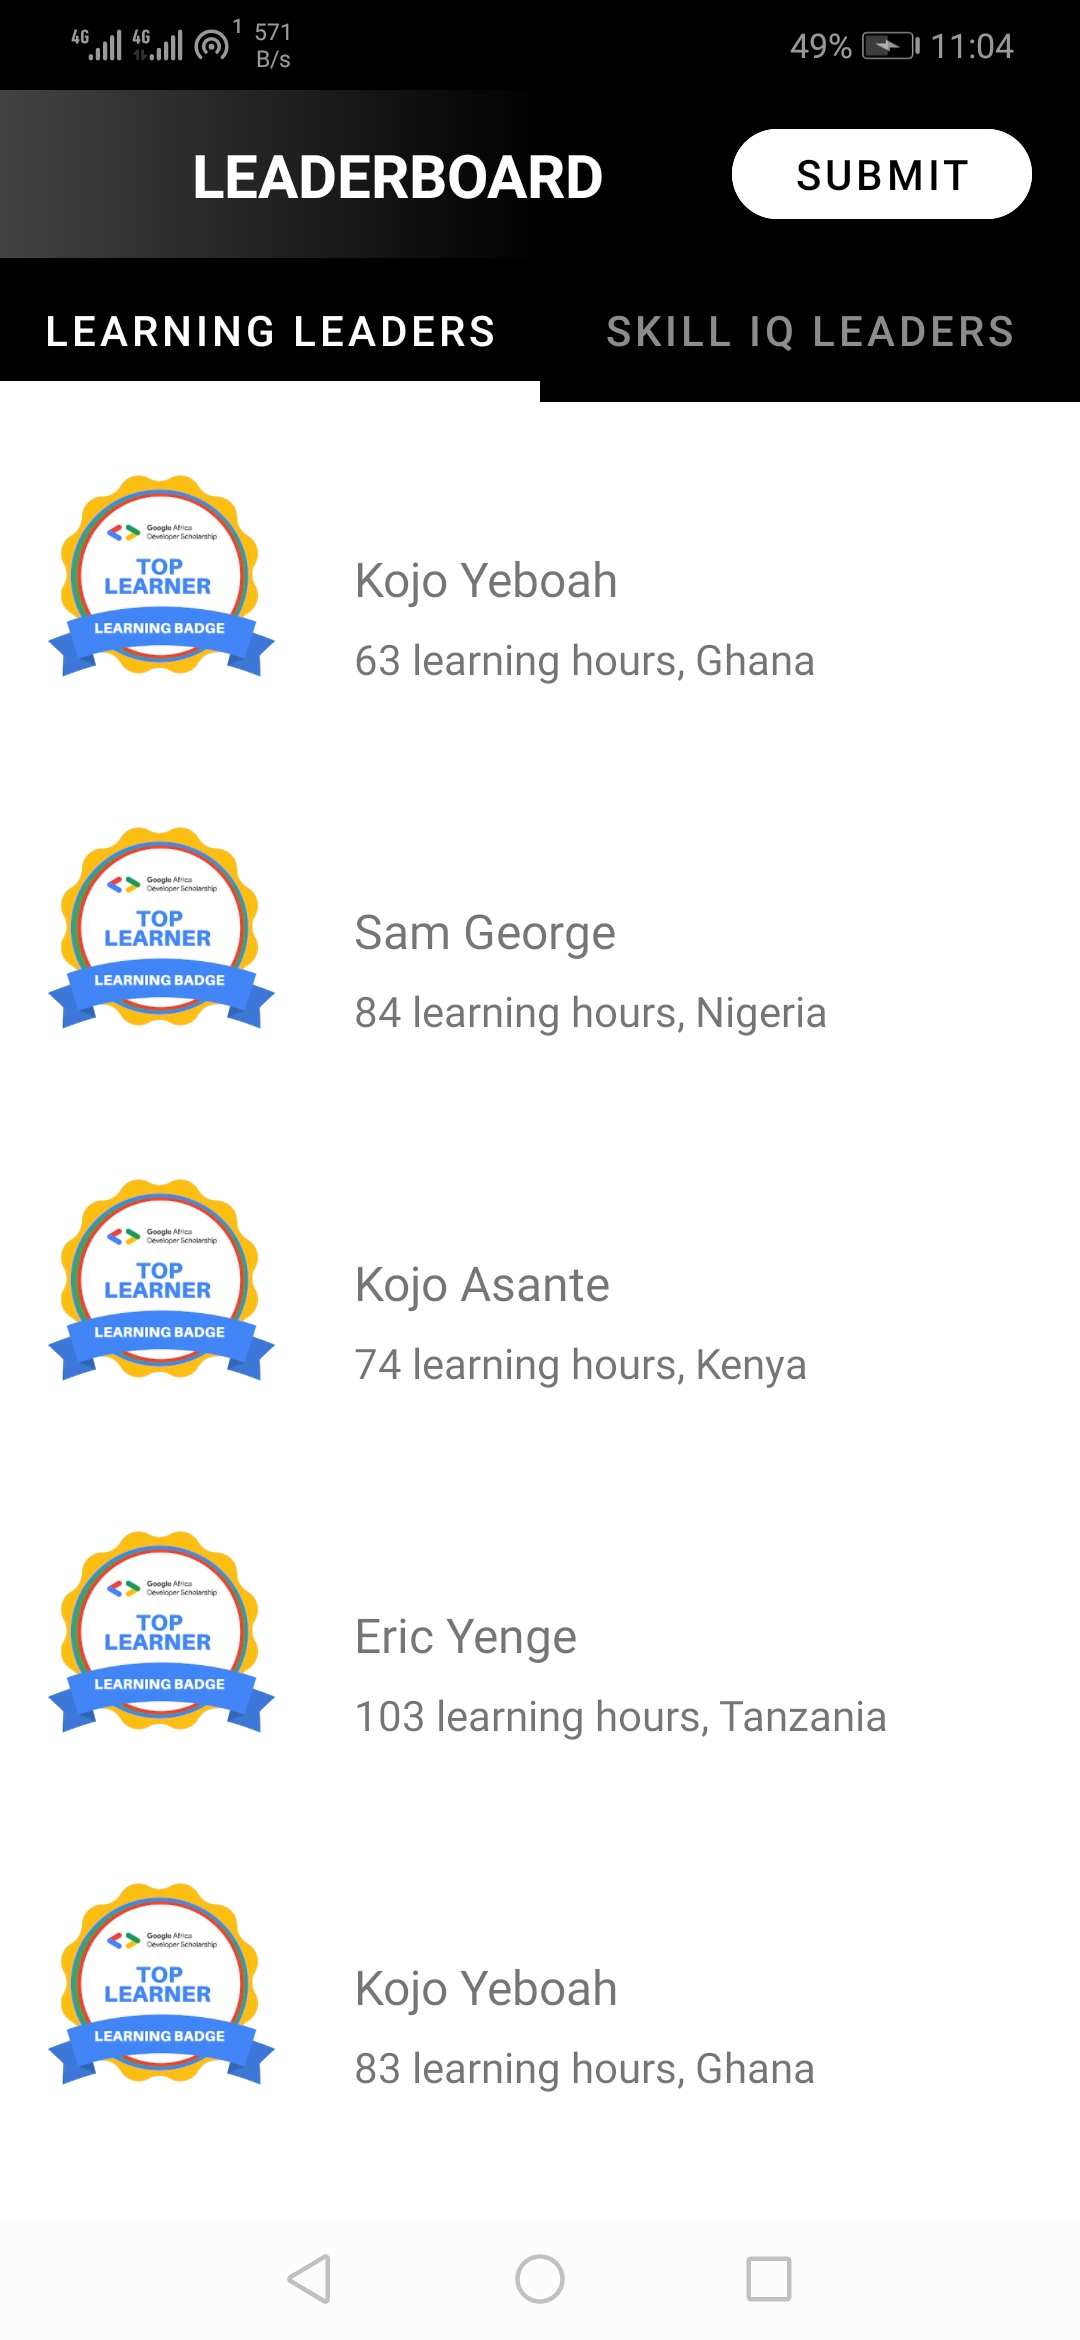 4G 4G 1 571 B/s 49% 11:04
LEADERBOARD SUBMIT
LEARNING LEADERS SKILL IQ LEADERS
Google Africa
Developer Scholarship
TOP
LEARNER
LEARNING BADGE
Kojo Yeboah
63 learning hours, Ghana
Google Africa
Developer Scholarship
TOP
LEARNER
LEARNING BADGE
Sam George
84 learning hours, Nigeria
Google Africa
Developer Scholarship
TOP
LEARNER
LEARNING BADGE
Kojo Asante
74 learning hours, Kenya
Google Africa
Developer Scholarship
TOP
LEARNER
LEARNING BADGE
Eric Yenge
103 learning hours, Tanzania
Google Africa
Developer Scholarship
TOP
LEARNER
LEARNING BADGE
Kojo Yeboah
83 learning hours, Ghana